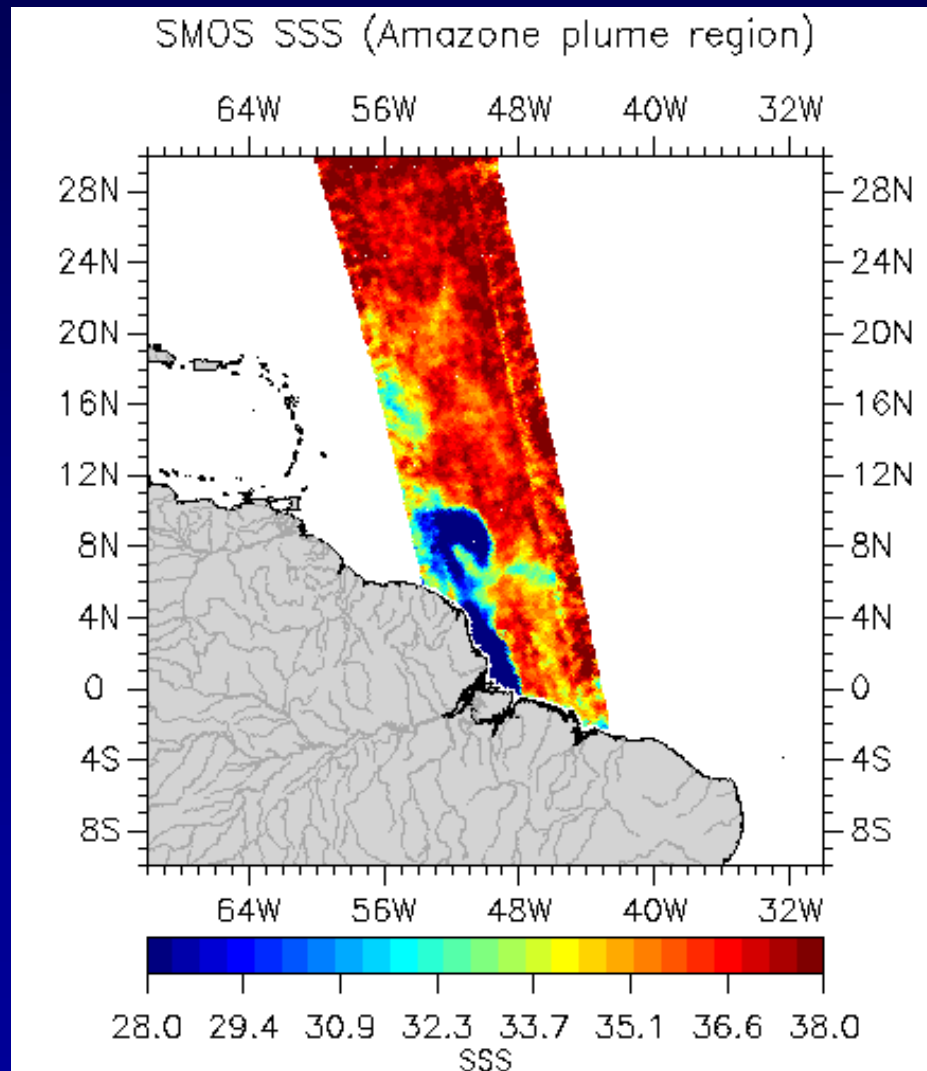 SMOS SSS (Amazone plume region)
64W 56W 48W 40W 32W
28N 28N
24N 24N
20N 20N
16N 16N
12N 12N
8N 8N
4N 4N
0 0
4S 4S
8S 8S
64W 56W 48W 40W 32W
28.0 29.4 30.9 32.3 33.7 35.1 36.6 38.0
SSS